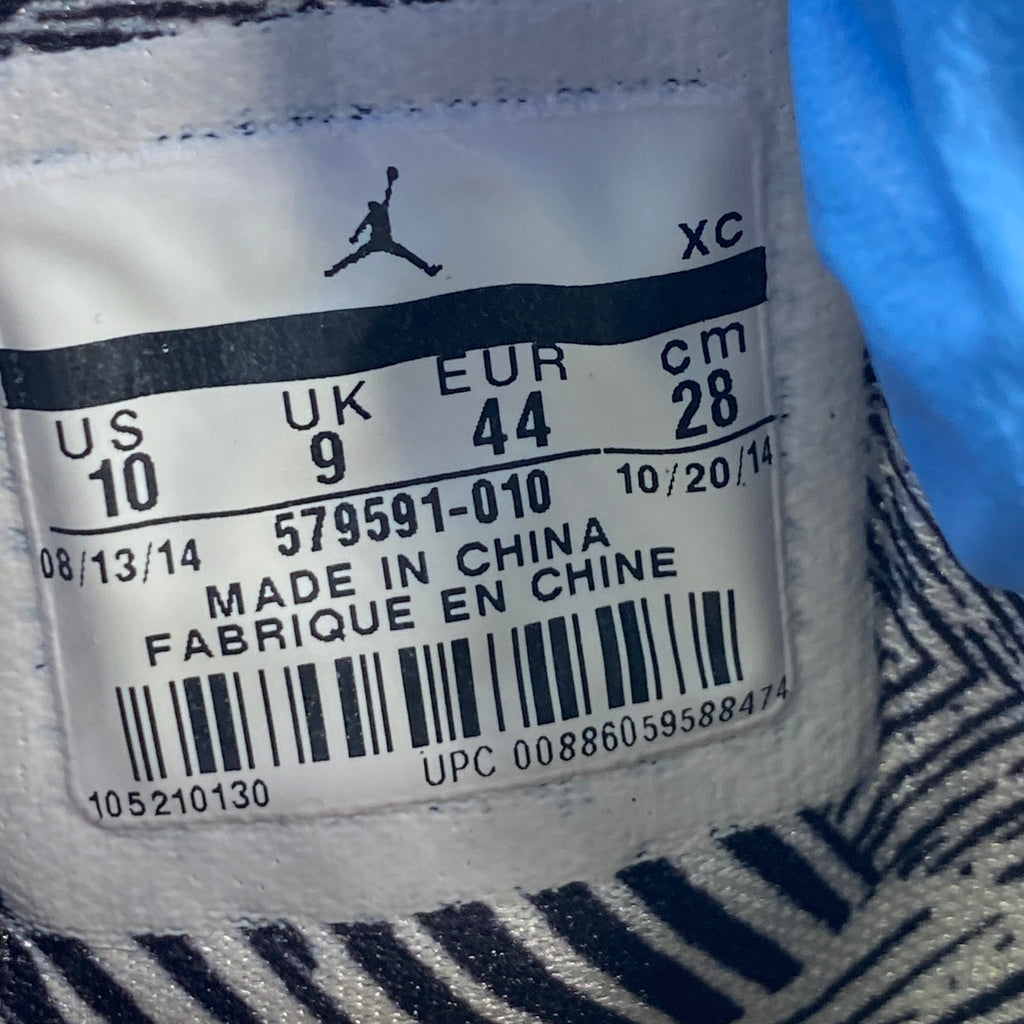 XC
US UK EUR cm
10 9 44 28
08/13/14 579591-010 10/20/14
MADE IN CHINA
FABRIQUE EN CHINE
105210130 UPC 00886059588474